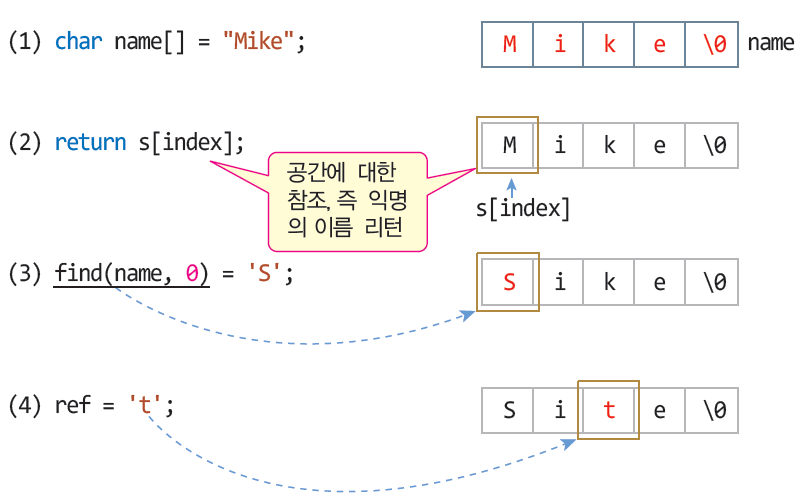 (1) char name[] = "Mike"; M i k e \0 name
(2) return s[index]; M i k e \0
공간에 대한
참조, 즉 익명
의 이름 리턴
s[index]
(3) find(name, 0) = 'S'; S i k e \0
(4) ref = 't'; S i t e \0